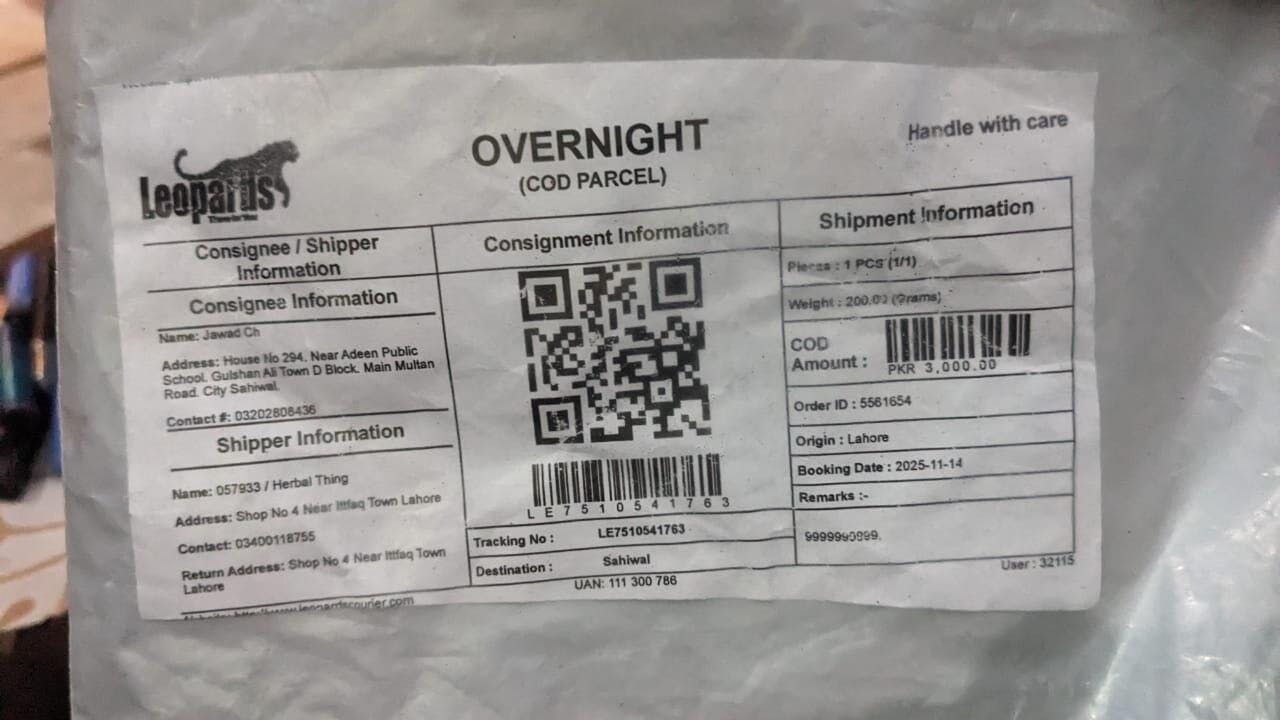 OVERNIGHT
(COD PARCEL)
Handle with care
Leopards
Consignee / Shipper
Information
Consignee Information
Name: Jawad Ch
Address: House No 294, Near Adeen Public
School, Gulshan Ali Town D Block, Main Multan
Road, City Sahiwal,
Contact #: 03202808436
Shipper Information
Name: 057933 / Herbal Thing
Address: Shop No 4 Near Ittfaq Town Lahore
Contact: 03400118755
Return Address: Shop No 4 Near Ittfaq Town
Lahore
Consignment Information
LE7510541763
Tracking No : LE7510541763
Destination : Sahiwal
UAN: 111 300 786
Shipment Information
Pieces : 1 PCS (1/1)
Weight : 200.00 (Grams)
COD
Amount :
PKR 3,000.00
Order ID : 5561654
Origin : Lahore
Booking Date : 2025-11-14
Remarks :-
User : 32115